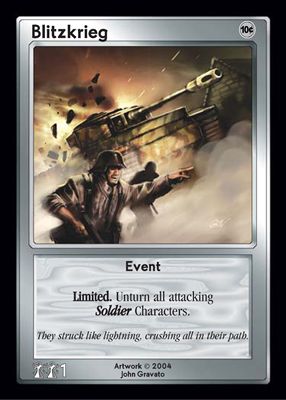 Blitzkrieg
10¢
Event
Limited. Unturn all attacking
Soldier Characters.
They struck like lightning, crushing all in their path.
1
Artwork © 2004
John Gravato